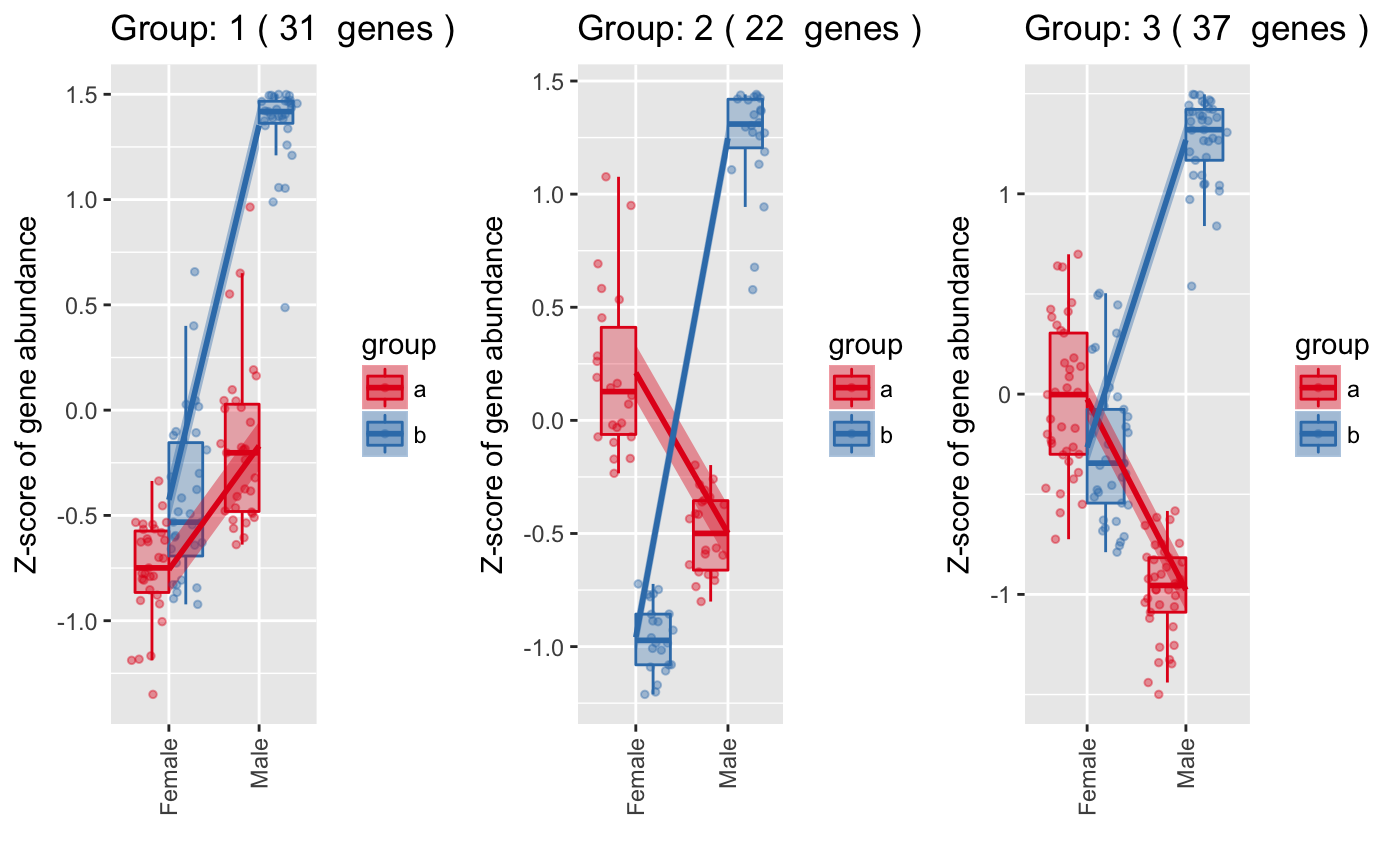 Group: 1 ( 31  genes )
Z-score of gene abundance
1.5
1.0
0.5
0.0
-0.5
-1.0
Female
Male
group
a
b
Group: 2 ( 22  genes )
Z-score of gene abundance
1.5
1.0
0.5
0.0
-0.5
-1.0
Female
Male
group
a
b
Group: 3 ( 37  genes )
Z-score of gene abundance
1
0
-1
Female
Male
group
a
b